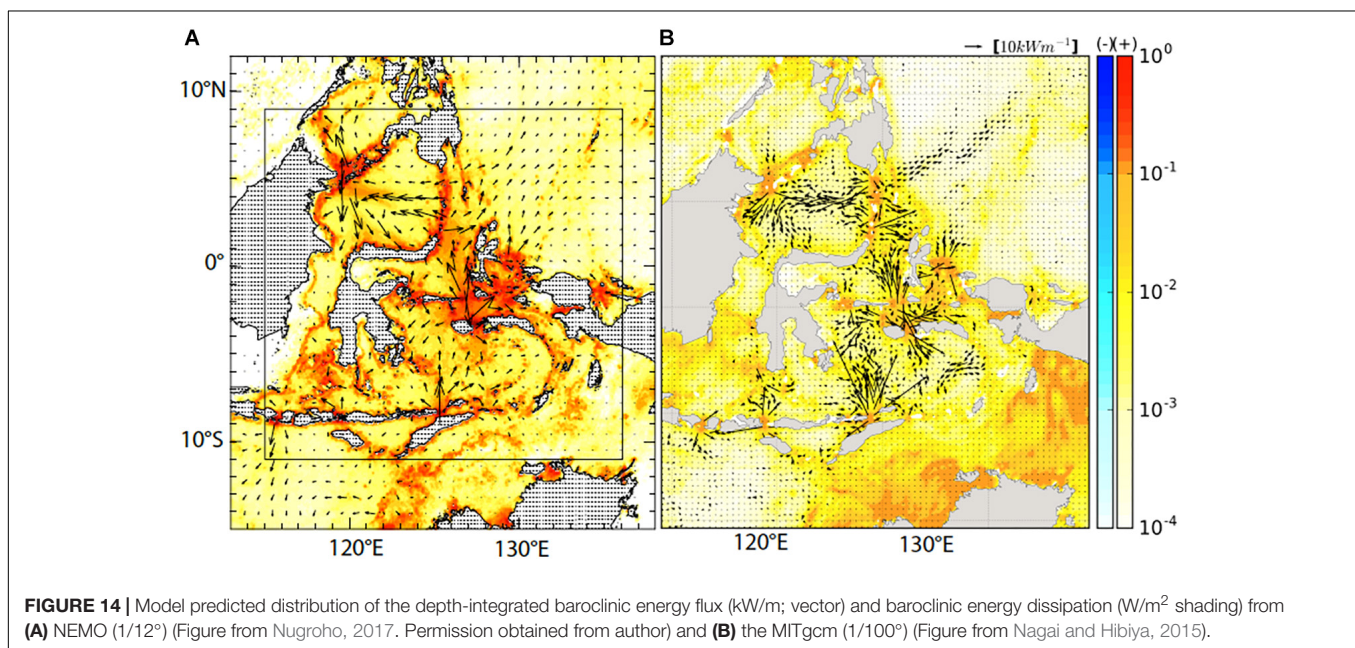 A
B
[10kWm⁻¹]
(-)(+)
10⁰
10⁻¹
10⁻²
10⁻³
10⁻⁴
10°N
0°
10°S
120°E
130°E
120°E
130°E
FIGURE 14 | Model predicted distribution of the depth-integrated baroclinic energy flux (kW/m; vector) and baroclinic energy dissipation (W/m² shading) from
(A) NEMO (1/12°) (Figure from Nugroho, 2017. Permission obtained from author) and (B) the MITgcm (1/100°) (Figure from Nagai and Hibiya, 2015).